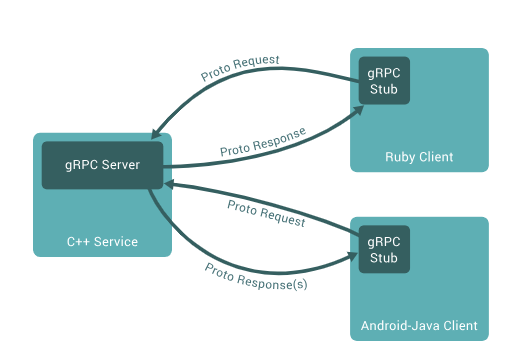 Proto Request
gRPC
Stub
Proto Response
Ruby Client
gRPC Server
C++ Service
Proto Request
gRPC
Stub
Proto Response(s)
Android-Java Client